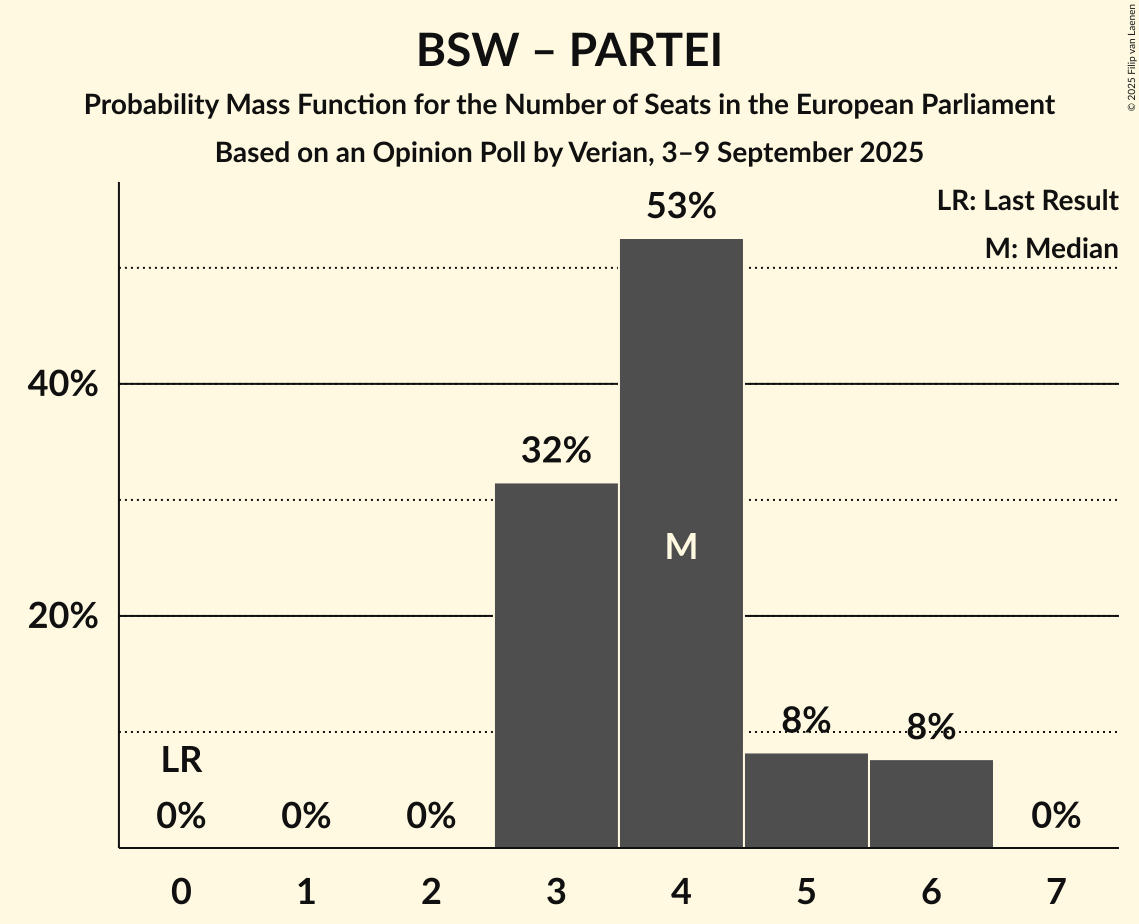 BSW – PARTEI
Probability Mass Function for the Number of Seats in the European Parliament
Based on an Opinion Poll by Verian, 3–9 September 2025
© 2025 Filip van Laenen
LR: Last Result
M: Median
53%
40%
32%
M
20%
8%
8%
LR
0%
0%
0%
0%
0
1
2
3
4
5
6
7